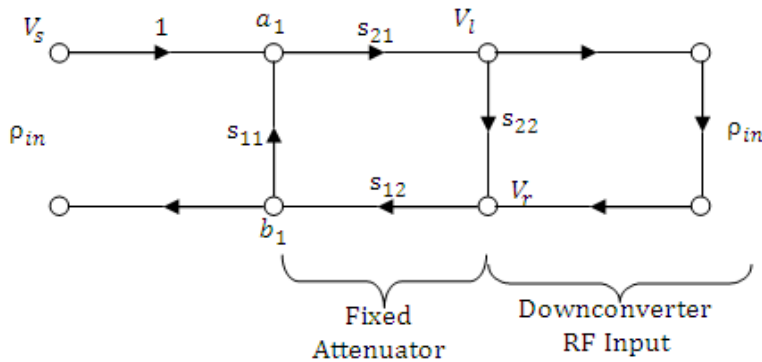 V_s
1
a_1
s_21
V_l
ρ_in
s_11
s_22
ρ_in
s_12
b_1
V_r
Fixed
Attenuator
Downconverter
RF Input